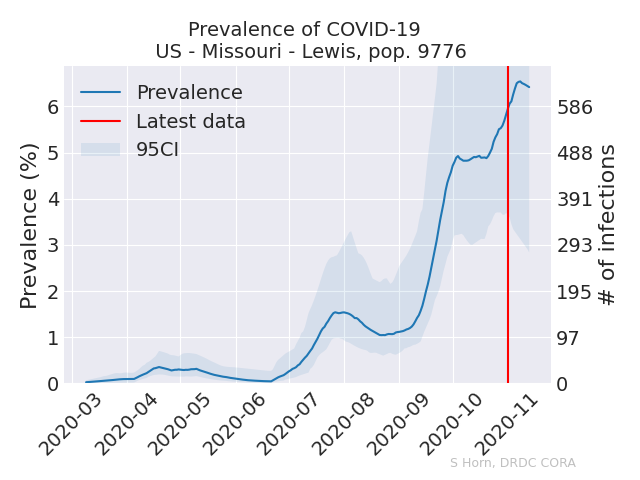 Prevalence of COVID-19
US - Missouri - Lewis, pop. 9776
Prevalence
Latest data
95CI
Prevalence (%)
6
5
4
3
2
1
0
586
488
391
293
195
97
0
# of infections
2020-03
2020-04
2020-05
2020-06
2020-07
2020-08
2020-09
2020-10
2020-11
S Horn, DRDC CORA